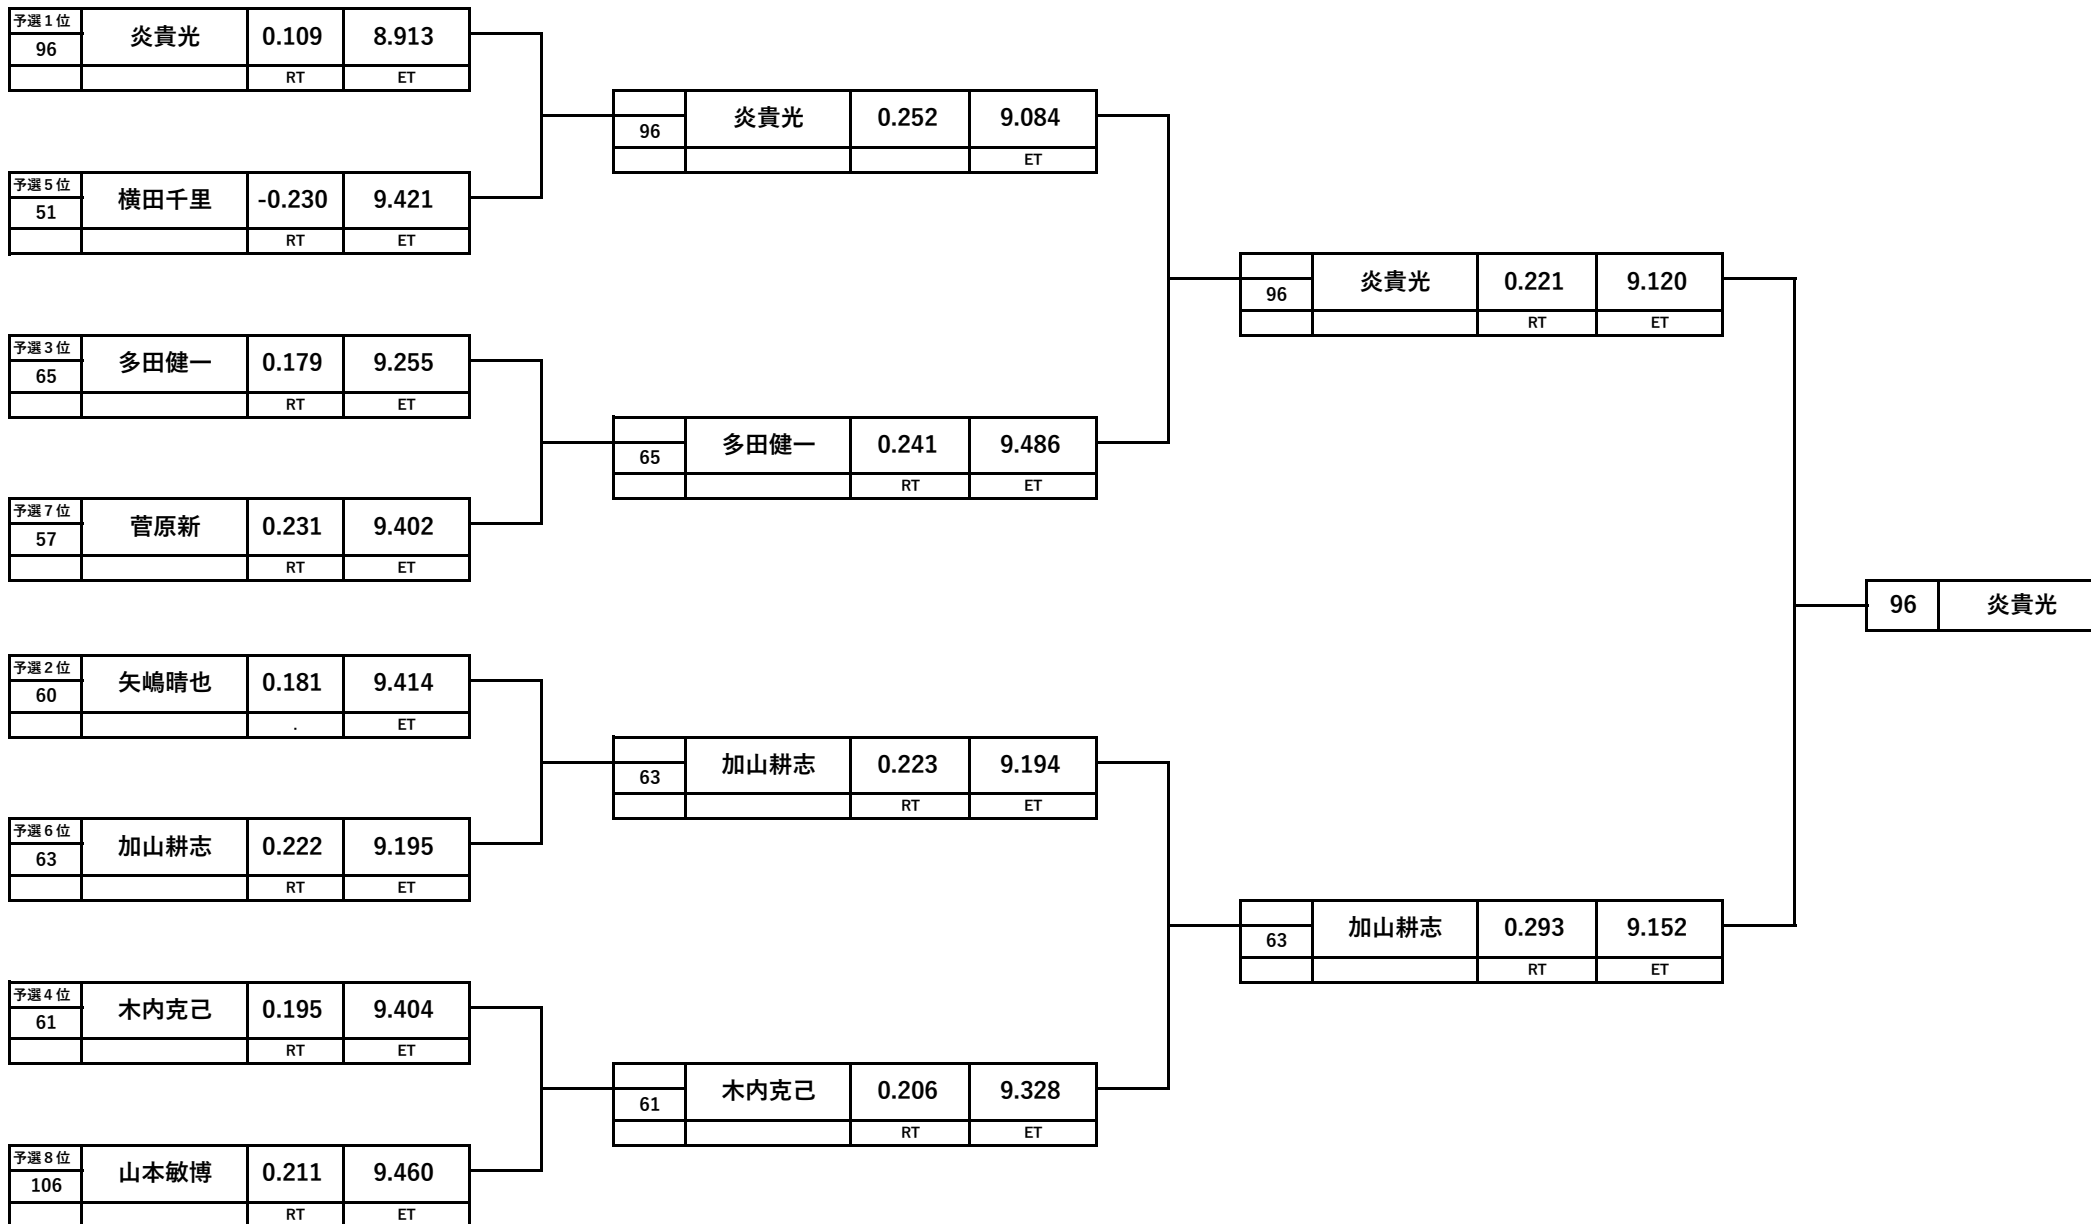 予選1位 炎貴光 0.109 8.913
96
RT ET
炎貴光 0.252 9.084
96
ET
予選5位 横田千里 -0.230 9.421
51
RT ET
炎貴光 0.221 9.120
96
RT ET
予選3位 多田健一 0.179 9.255
65
RT ET
多田健一 0.241 9.486
65
RT ET
予選7位 菅原新 0.231 9.402
57
RT ET
96 炎貴光
予選2位 矢嶋晴也 0.181 9.414
60
. ET
加山耕志 0.223 9.194
63
RT ET
予選6位 加山耕志 0.222 9.195
63
RT ET
加山耕志 0.293 9.152
63
RT ET
予選4位 木内克己 0.195 9.404
61
RT ET
木内克己 0.206 9.328
61
RT ET
予選8位 山本敏博 0.211 9.460
106
RT ET